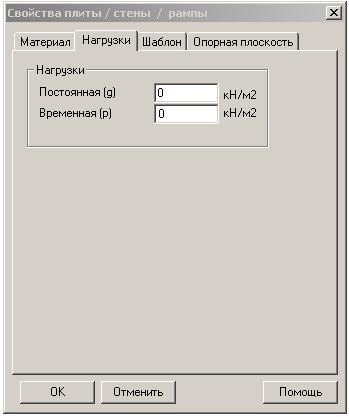 Свойства плиты / стены / рампы
Материал Нагрузки Шаблон Опорная плоскость
Нагрузки
Постоянная (g) 0 кН/м2
Временная (p) 0 кН/м2
OK Отменить Помощь